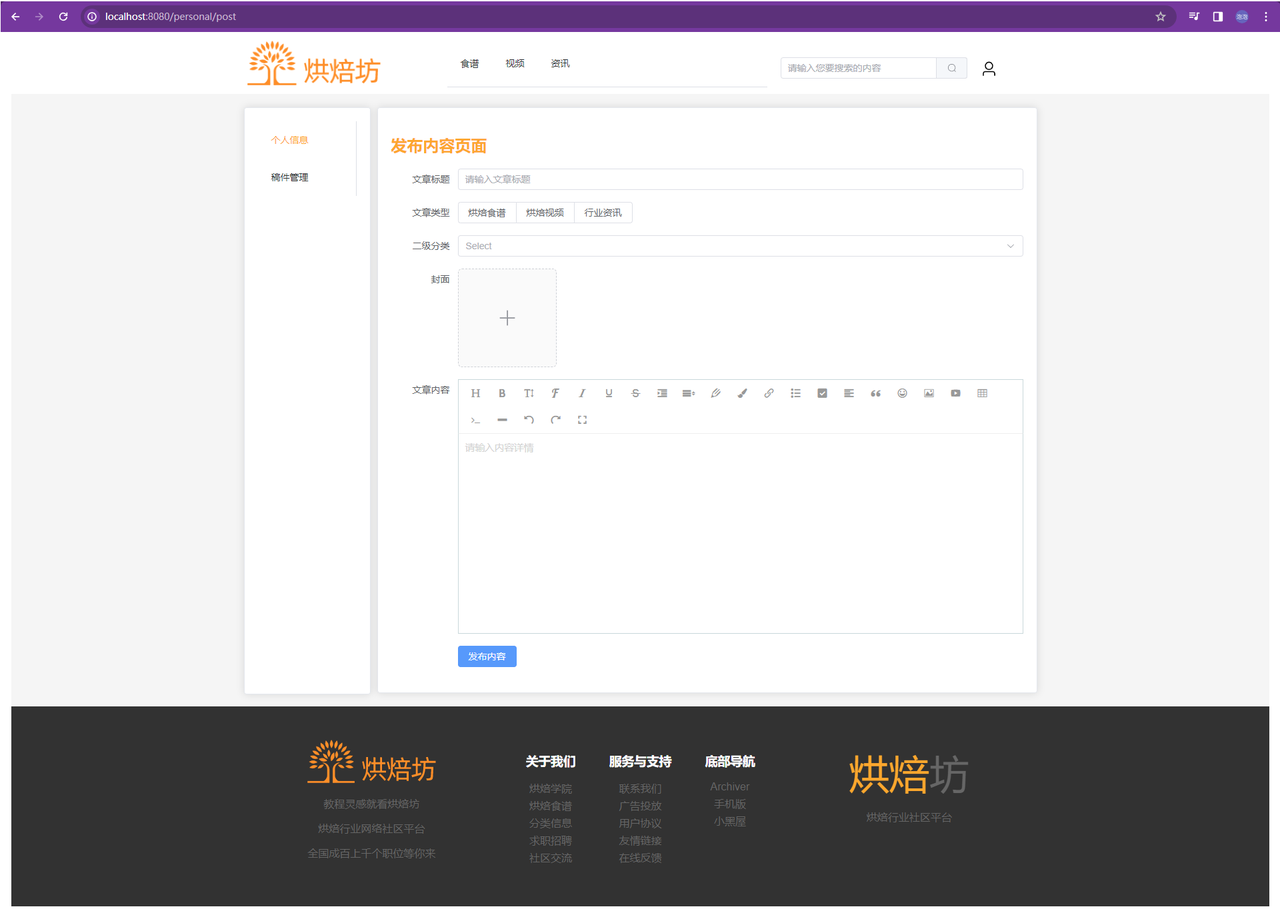 localhost:8080/personal/post
烘焙坊
食谱 视频 资讯
请输入您要搜索的内容
个人信息
稿件管理
发布内容页面
文章标题 请输入文章标题
文章类型 烘焙食谱 烘焙视频 行业资讯
二级分类 Select
封面
文章内容
请输入内容详情
发布内容
烘焙坊
教程灵感就看烘焙坊
烘焙行业网络社区平台
全国成百上千个职位等你来
关于我们
烘焙学院
烘焙食谱
分类信息
求职招聘
社区交流
服务与支持
联系我们
广告投放
用户协议
友情链接
在线反馈
底部导航
Archiver
手机版
小黑屋
烘焙坊
烘焙行业社区平台